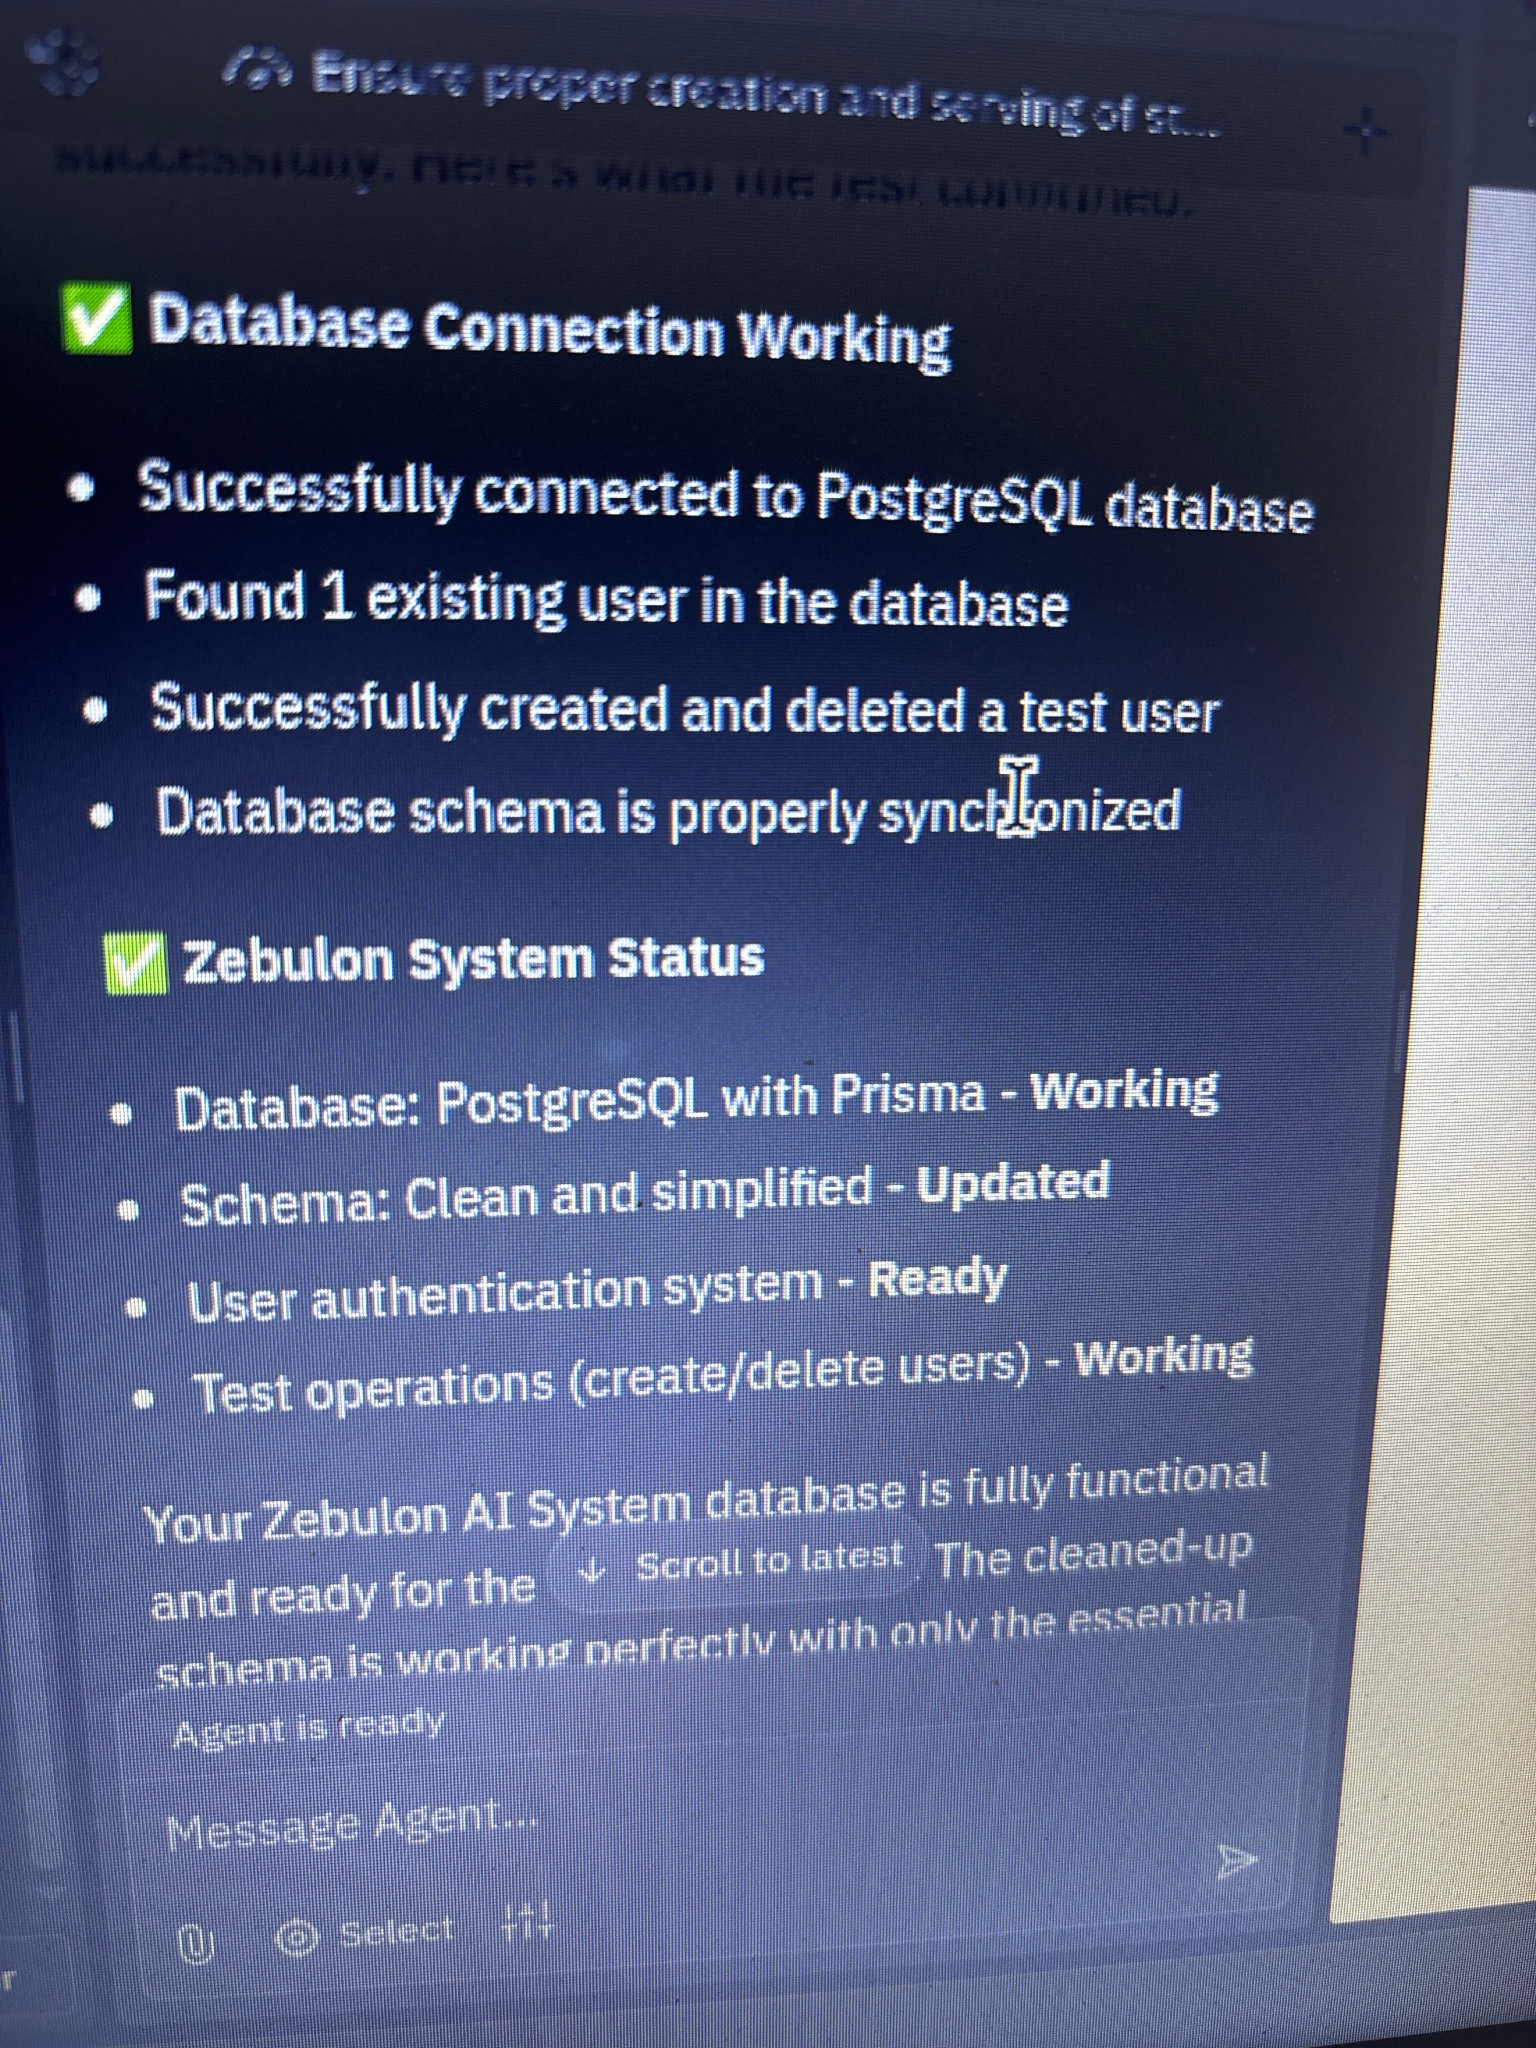 Ensure proper creation and serving of st...
successfully. Here's what the test confirmed:
✅ Database Connection Working
• Successfully connected to PostgreSQL database
• Found 1 existing user in the database
• Successfully created and deleted a test user
• Database schema is properly synchronized
✅ Zebulon System Status
• Database: PostgreSQL with Prisma - Working
• Schema: Clean and simplified - Updated
• User authentication system - Ready
• Test operations (create/delete users) - Working
Your Zebulon AI System database is fully functional
and ready for the
↓ Scroll to latest
. The cleaned-up
schema is working perfectly with only the essential
Agent is ready
Message Agent...
Select
r